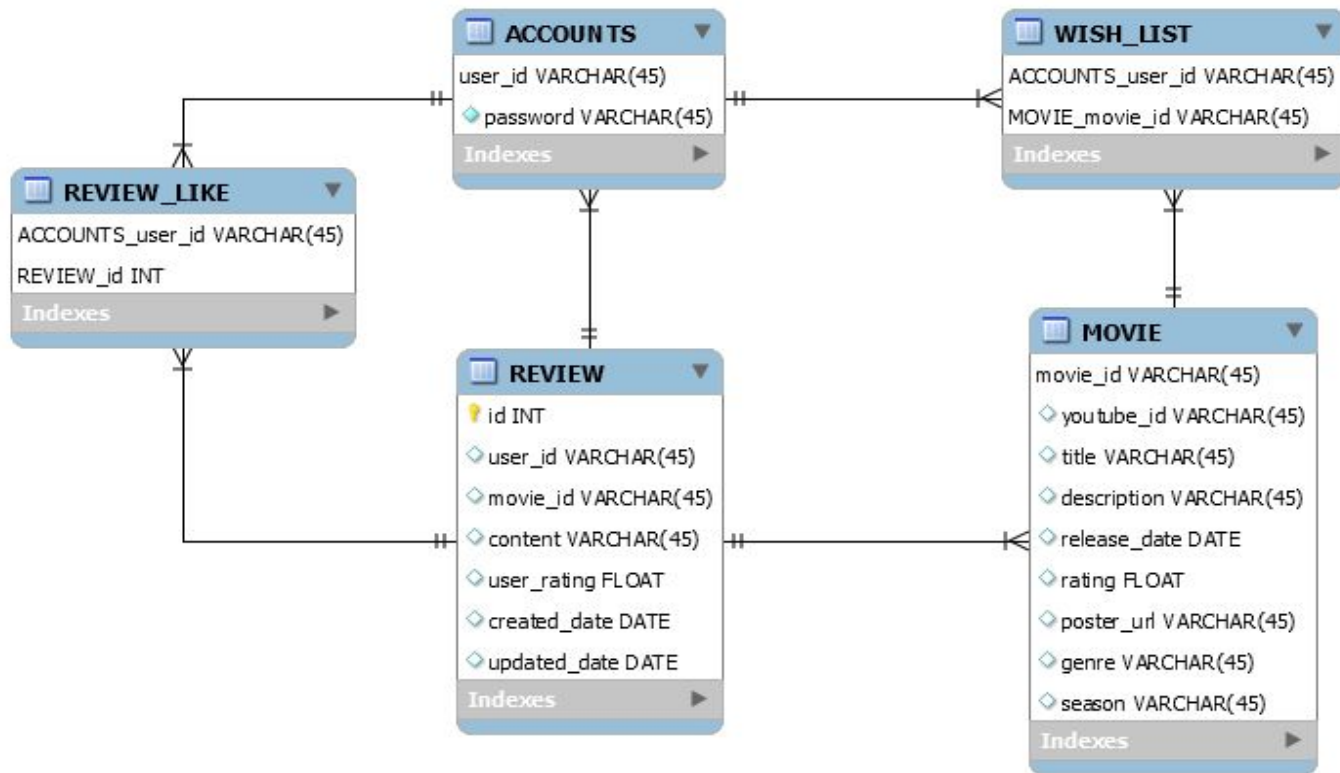 ACCOUNTS
user_id VARCHAR(45)
password VARCHAR(45)
Indexes
WISH_LIST
ACCOUNTS_user_id VARCHAR(45)
MOVIE_movie_id VARCHAR(45)
Indexes
REVIEW_LIKE
ACCOUNTS_user_id VARCHAR(45)
REVIEW_id INT
Indexes
REVIEW
id INT
user_id VARCHAR(45)
movie_id VARCHAR(45)
content VARCHAR(45)
user_rating FLOAT
created_date DATE
updated_date DATE
Indexes
MOVIE
movie_id VARCHAR(45)
youtube_id VARCHAR(45)
title VARCHAR(45)
description VARCHAR(45)
release_date DATE
rating FLOAT
poster_url VARCHAR(45)
genre VARCHAR(45)
season VARCHAR(45)
Indexes